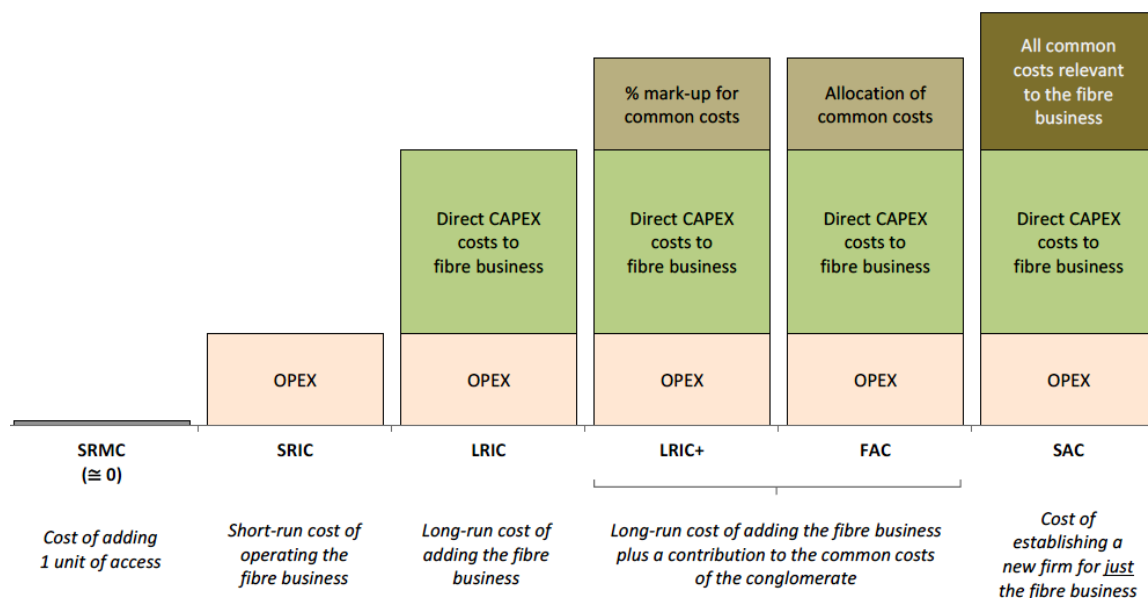 All common
costs relevant
to the fibre
business
% mark-up for
common costs
Allocation of
common costs
Direct CAPEX
costs to
fibre business
Direct CAPEX
costs to
fibre business
Direct CAPEX
costs to
fibre business
Direct CAPEX
costs to
fibre business
OPEX
OPEX
OPEX
OPEX
OPEX
SRMC
(≅ 0)
SRIC
LRIC
LRIC+
FAC
SAC
Cost of adding
1 unit of access
Short-run cost of
operating the
fibre business
Long-run cost of
adding the fibre
business
Long-run cost of adding the fibre business
plus a contribution to the common costs
of the conglomerate
Cost of
establishing a
new firm for just
the fibre business